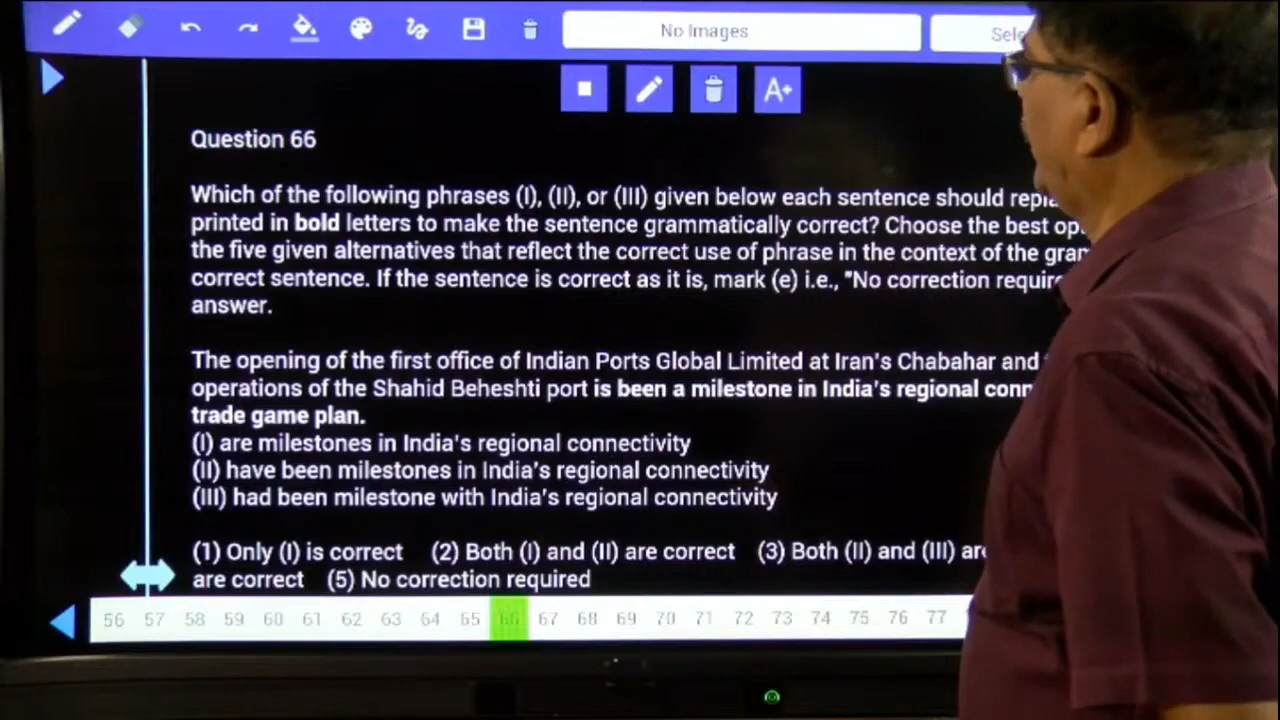 No Images
A+
Question 66
Which of the following phrases (I), (II), or (III) given below each sentence should
printed in bold letters to make the sentence grammatically correct? Choose the best
the five given alternatives that reflect the correct use of phrase in the context of the
correct sentence. If the sentence is correct as it is, mark (e) i.e., "No correction
answer.
The opening of the first office of Indian Ports Global Limited at Iran's Chabahar and
operations of the Shahid Beheshti port is been a milestone in India's regional
trade game plan.
(I) are milestones in India's regional connectivity
(II) have been milestones in India's regional connectivity
(III) had been milestone with India's regional connectivity
(1) Only (I) is correct (2) Both (I) and (II) are correct (3) Both (II) and (III)
are correct (5) No correction required
56 57 58 59 60 61 62 63 64 65 66 67 68 69 70 71 72 73 74 75 76 77